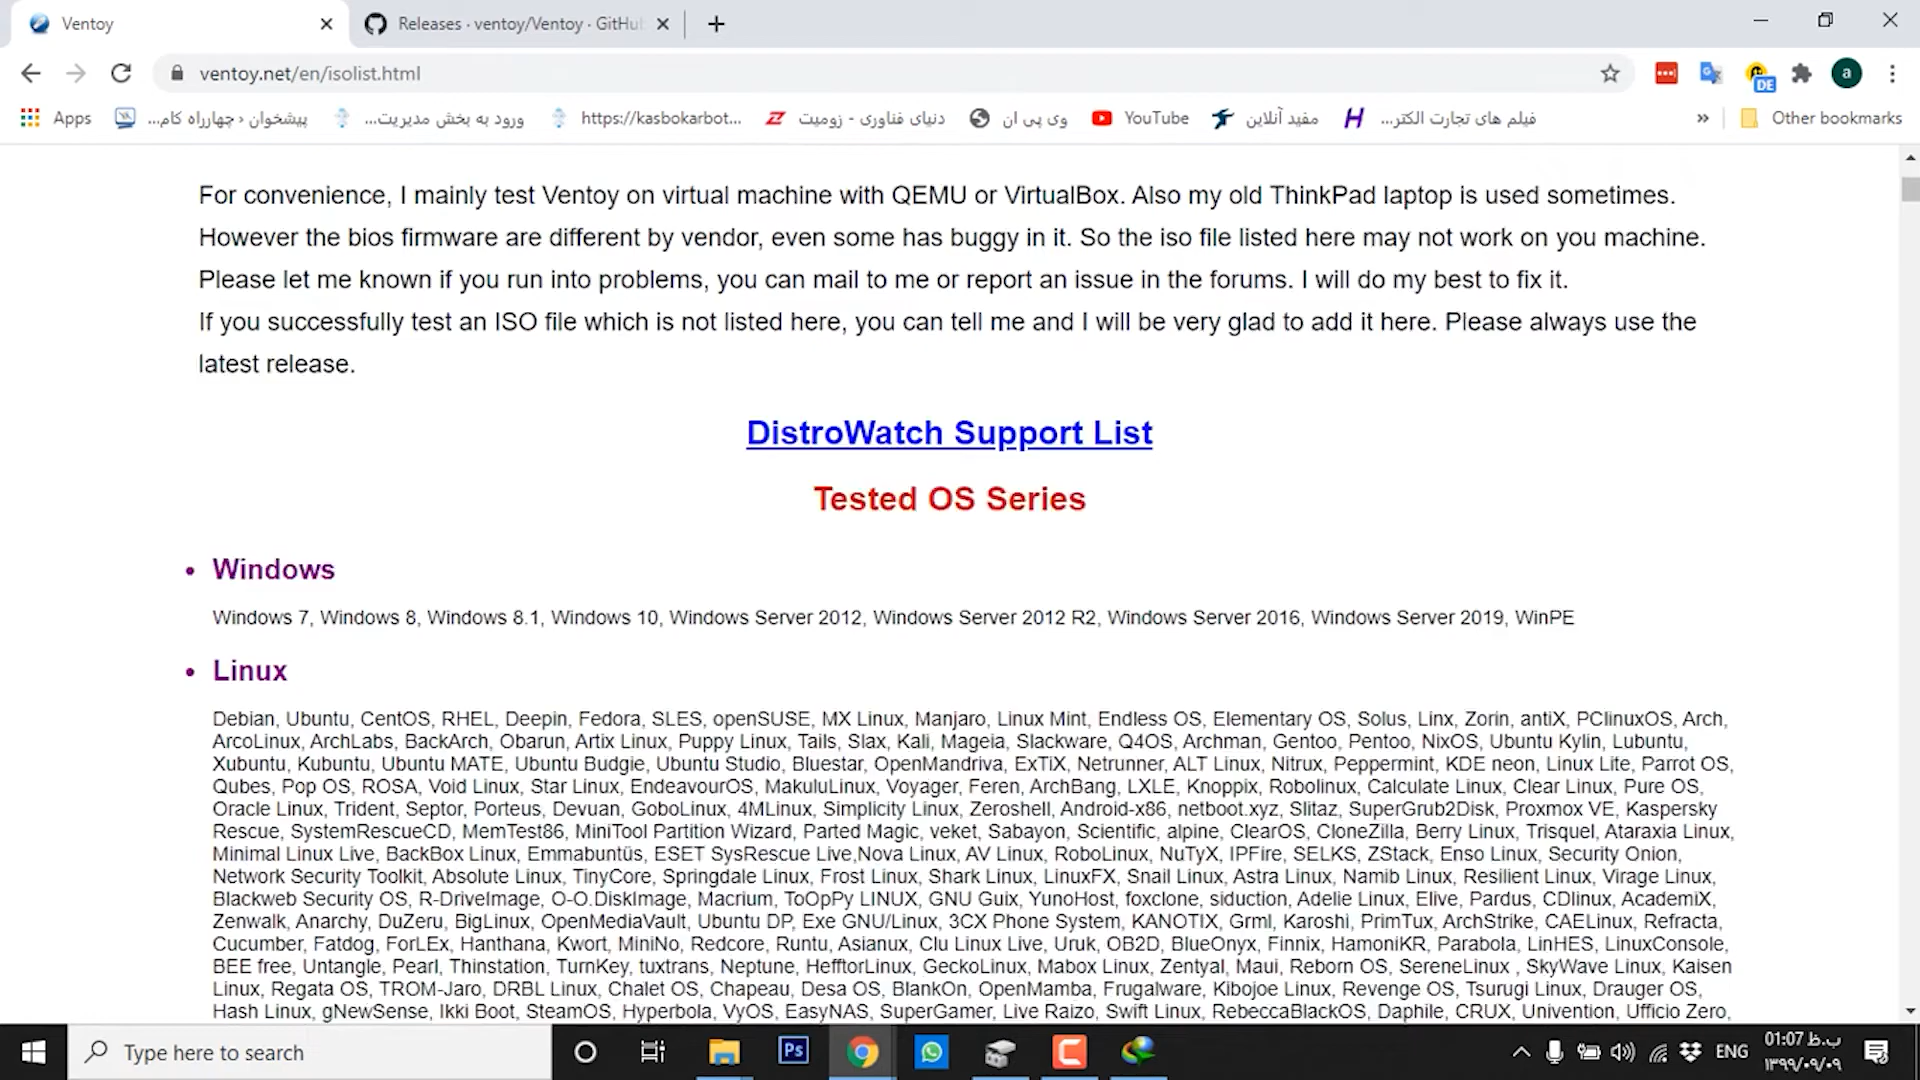 Ventoy
Releases · ventoy/Ventoy · GitHu
ventoy.net/en/isolist.html
DE
a
Apps
پیشخوان ‹ چهارراه کام...
ورود به بخش مدیریت...
https://kasbokarbot...
دنیای فناوری - زومیت
وی پی ان
YouTube
مفید آنلاین
فیلم های تجارت الکتر...
»
Other bookmarks
For convenience, I mainly test Ventoy on virtual machine with QEMU or VirtualBox. Also my old ThinkPad laptop is used sometimes.
However the bios firmware are different by vendor, even some has buggy in it. So the iso file listed here may not work on you machine.
Please let me known if you run into problems, you can mail to me or report an issue in the forums. I will do my best to fix it.
If you successfully test an ISO file which is not listed here, you can tell me and I will be very glad to add it here. Please always use the
latest release.
DistroWatch Support List
Tested OS Series
• Windows
Windows 7, Windows 8, Windows 8.1, Windows 10, Windows Server 2012, Windows Server 2012 R2, Windows Server 2016, Windows Server 2019, WinPE
• Linux
Debian, Ubuntu, CentOS, RHEL, Deepin, Fedora, SLES, openSUSE, MX Linux, Manjaro, Linux Mint, Endless OS, Elementary OS, Solus, Linx, Zorin, antiX, PClinuxOS, Arch,
ArcoLinux, ArchLabs, BackArch, Obarun, Artix Linux, Puppy Linux, Tails, Slax, Kali, Mageia, Slackware, Q4OS, Archman, Gentoo, Pentoo, NixOS, Ubuntu Kylin, Lubuntu,
Xubuntu, Kubuntu, Ubuntu MATE, Ubuntu Budgie, Ubuntu Studio, Bluestar, OpenMandriva, ExTiX, Netrunner, ALT Linux, Nitrux, Peppermint, KDE neon, Linux Lite, Parrot OS,
Qubes, Pop OS, ROSA, Void Linux, Star Linux, EndeavourOS, MakuluLinux, Voyager, Feren, ArchBang, LXLE, Knoppix, Robolinux, Calculate Linux, Clear Linux, Pure OS,
Oracle Linux, Trident, Septor, Porteus, Devuan, GoboLinux, 4MLinux, Simplicity Linux, Zeroshell, Android-x86, netboot.xyz, Slitaz, SuperGrub2Disk, Proxmox VE, Kaspersky
Rescue, SystemRescueCD, MemTest86, MiniTool Partition Wizard, Parted Magic, veket, Sabayon, Scientific, alpine, ClearOS, CloneZilla, Berry Linux, Trisquel, Ataraxia Linux,
Minimal Linux Live, BackBox Linux, Emmabuntüs, ESET SysRescue Live,Nova Linux, AV Linux, RoboLinux, NuTyX, IPFire, SELKS, ZStack, Enso Linux, Security Onion,
Network Security Toolkit, Absolute Linux, TinyCore, Springdale Linux, Frost Linux, Shark Linux, LinuxFX, Snail Linux, Astra Linux, Namib Linux, Resilient Linux, Virage Linux,
Blackweb Security OS, R-DriveImage, O-O.DiskImage, Macrium, ToOpPy LINUX, GNU Guix, YunoHost, foxclone, siduction, Adelie Linux, Elive, Pardus, CDlinux, AcademiX,
Zenwalk, Anarchy, DuZeru, BigLinux, OpenMediaVault, Ubuntu DP, Exe GNU/Linux, 3CX Phone System, KANOTIX, Grml, Karoshi, PrimTux, ArchStrike, CAELinux, Refracta,
Cucumber, Fatdog, ForLEx, Hanthana, Kwort, MiniNo, Redcore, Runtu, Asianux, Clu Linux Live, Uruk, OB2D, BlueOnyx, Finnix, HamoniKR, Parabola, LinHES, LinuxConsole,
BEE free, Untangle, Pearl, Thinstation, TurnKey, tuxtrans, Neptune, HefftorLinux, GeckoLinux, Mabox Linux, Zentyal, Maui, Reborn OS, SereneLinux , SkyWave Linux, Kaisen
Linux, Regata OS, TROM-Jaro, DRBL Linux, Chalet OS, Chapeau, Desa OS, BlankOn, OpenMamba, Frugalware, Kibojoe Linux, Revenge OS, Tsurugi Linux, Drauger OS,
Hash Linux, gNewSense, Ikki Boot, SteamOS, Hyperbola, VyOS, EasyNAS, SuperGamer, Live Raizo, Swift Linux, RebeccaBlackOS, Daphile, CRUX, Univention, Ufficio Zero,
Type here to search
Ps
ENG
01:07 ب.ظ
۱۳۹۹/۰۹/۰۹